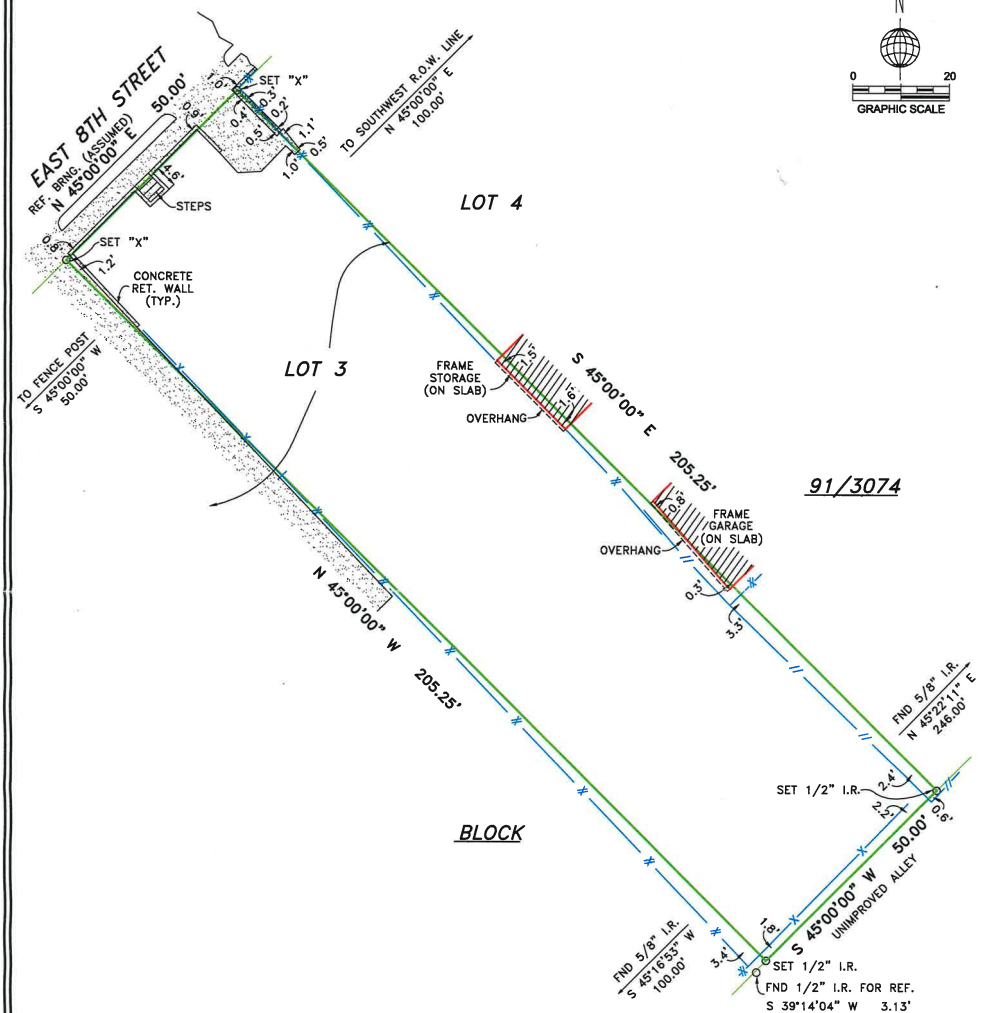 N
0 20
GRAPHIC SCALE
EAST 8TH STREET
REF. BRNG. (ASSUMED)
N 45°00'00" E
50.00'
1.0'
SET "X"
0.3'
0.4'
0.2'
0.5'
1.1'
0.5'
1.0'
0.9'
TO SOUTHWEST R.O.W. LINE
N 45°00'00" E
100.00'
4.6'
STEPS
LOT 4
0.8'
SET "X"
1.2'
CONCRETE
RET. WALL
(TYP.)
TO FENCE POST
S 45°00'00" W
50.00'
LOT 3
FRAME
STORAGE
(ON SLAB)
1.5'
1.6'
OVERHANG
S 45°00'00" E
205.25'
91/3074
0.8'
FRAME
GARAGE
(ON SLAB)
OVERHANG
0.3'
3.3'
N 45°00'00" W
205.25'
FND 5/8" I.R.
N 45°22'11" E
246.00'
SET 1/2" I.R.
2.4'
2.2'
0.6'
BLOCK
S 45°00'00" W
50.00'
UNIMPROVED ALLEY
1.8'
3.4'
FND 5/8" I.R.
S 45°16'53" W
100.00'
SET 1/2" I.R.
FND 1/2" I.R. FOR REF.
S 39°14'04" W 3.13'